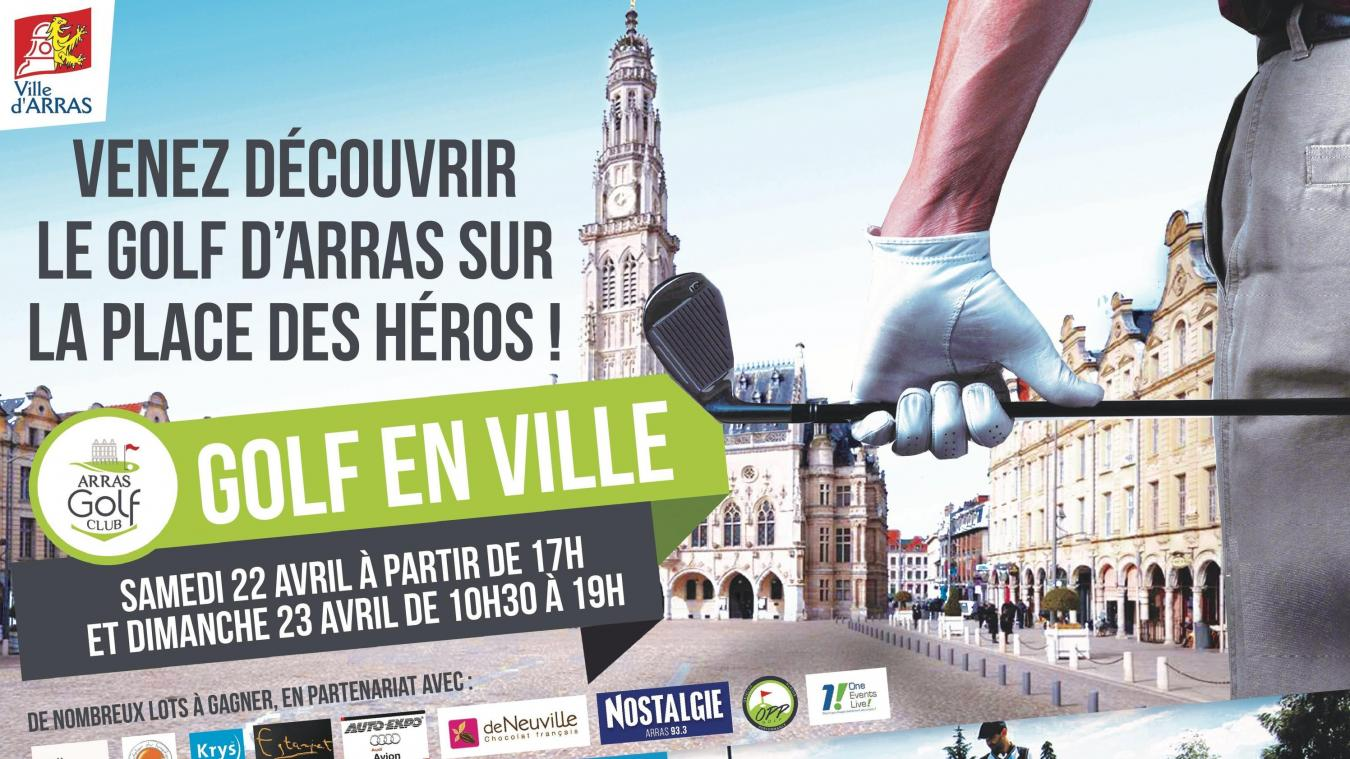 Ville
d'ARRAS
VENEZ DÉCOUVRIR
LE GOLF D'ARRAS SUR
LA PLACE DES HÉROS !
ARRAS
Golf
CLUB
GOLF EN VILLE
SAMEDI 22 AVRIL À PARTIR DE 17H
ET DIMANCHE 23 AVRIL DE 10H30 À 19H
DE NOMBREUX LOTS À GAGNER, EN PARTENARIAT AVEC :
Krys
Estaminet
AUTO-EXPO
Audi
Avion
deNeuville
Chocolat français
NOSTALGIE
ARRAS 93.3
OPP
One
Events
Live!